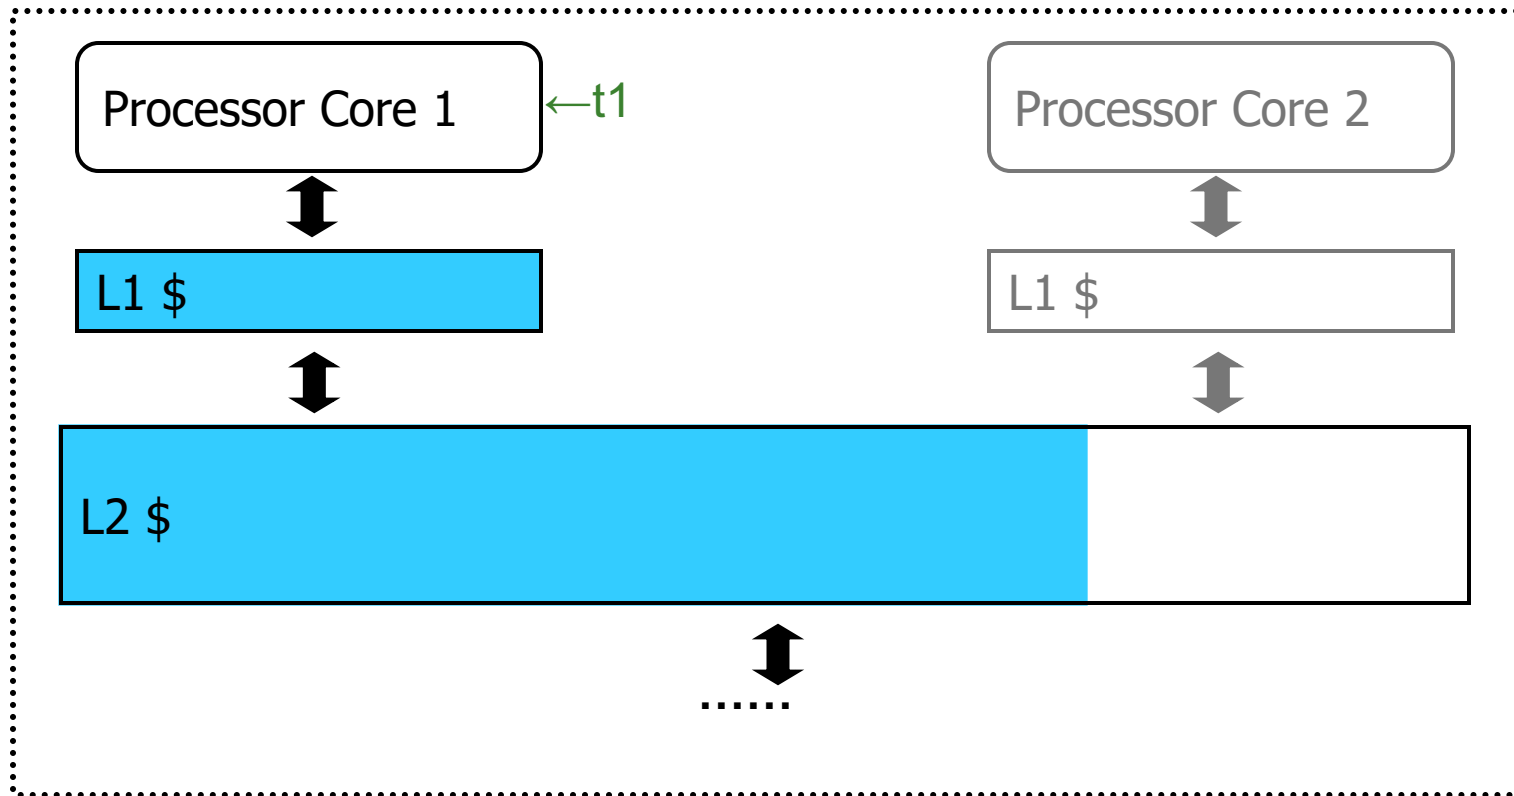 Processor Core 1
←t1
Processor Core 2
L1 $
L1 $
L2 $
......